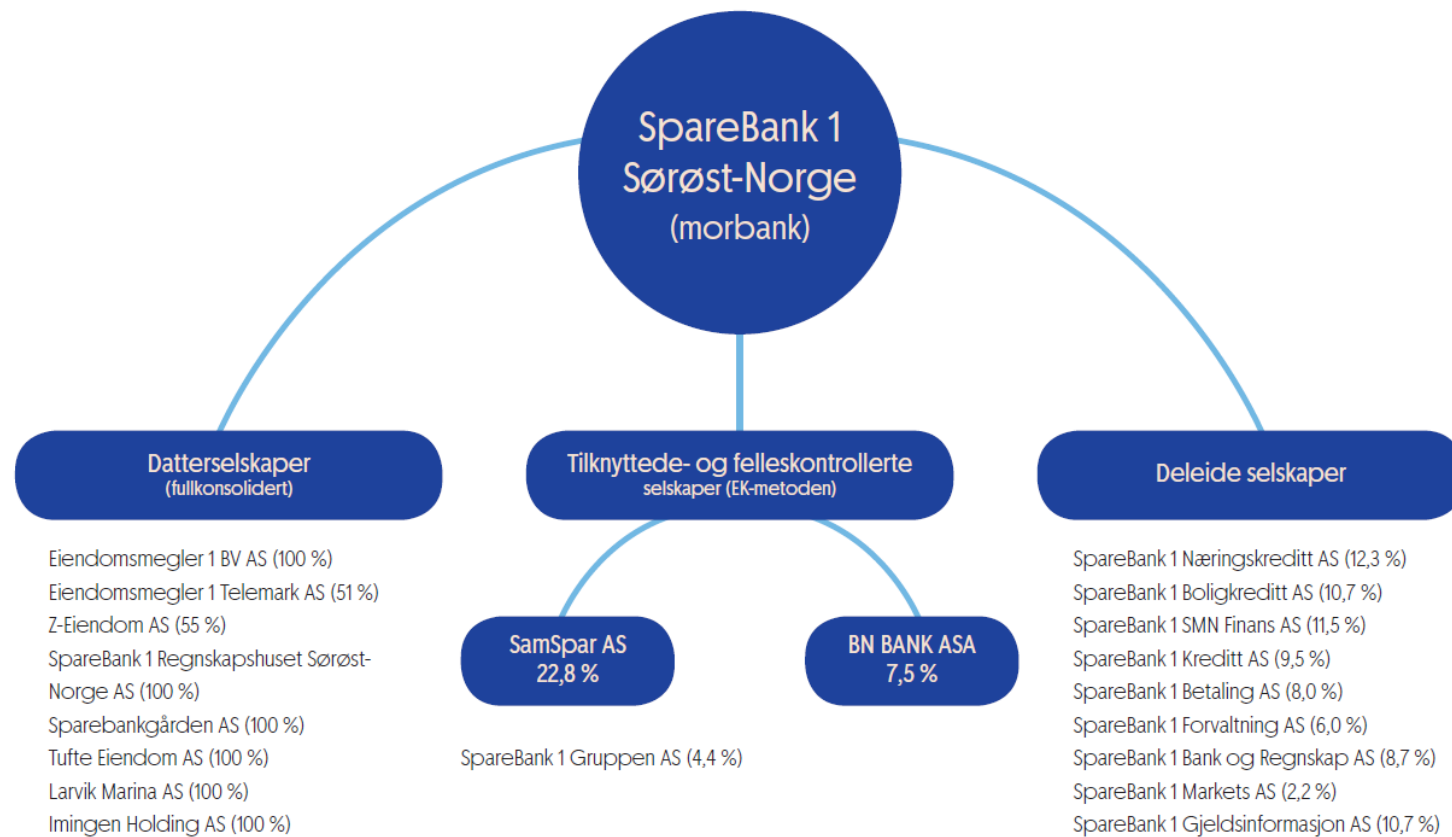 SpareBank 1
Sørøst-Norge
(morbank)
Datterselskaper
(fullkonsolidert)
Eiendomsmegler 1 BV AS (100 %)
Eiendomsmegler 1 Telemark AS (51 %)
Z-Eiendom AS (55 %)
SpareBank 1 Regnskapshuset Sørøst-
Norge AS (100 %)
Sparebankgården AS (100 %)
Tufte Eiendom AS (100 %)
Larvik Marina AS (100 %)
Imingen Holding AS (100 %)
Tilknyttede- og felleskontrollerte
selskaper (EK-metoden)
SamSpar AS
22,8 %
SpareBank 1 Gruppen AS (4,4 %)
BN BANK ASA
7,5 %
Deleide selskaper
SpareBank 1 Næringskreditt AS (12,3 %)
SpareBank 1 Boligkreditt AS (10,7 %)
SpareBank 1 SMN Finans AS (11,5 %)
SpareBank 1 Kreditt AS (9,5 %)
SpareBank 1 Betaling AS (8,0 %)
SpareBank 1 Forvaltning AS (6,0 %)
SpareBank 1 Bank og Regnskap AS (8,7 %)
SpareBank 1 Markets AS (2,2 %)
SpareBank 1 Gjeldsinformasjon AS (10,7 %)